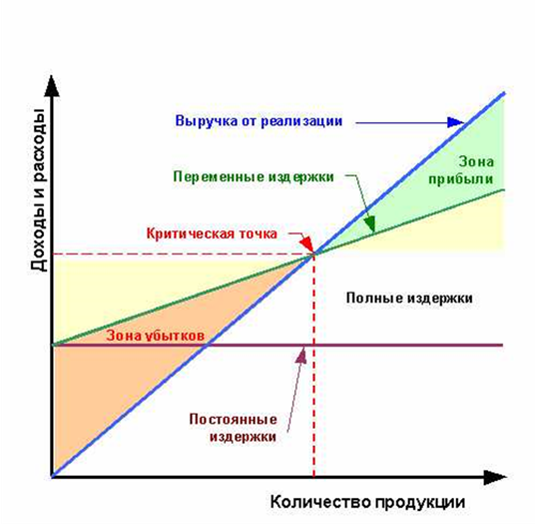 Доходы и расходы
Выручка от реализации
Зона
прибыли
Переменные издержки
Критическая точка
Полные издержки
Зона убытков
Постоянные
издержки
Количество продукции